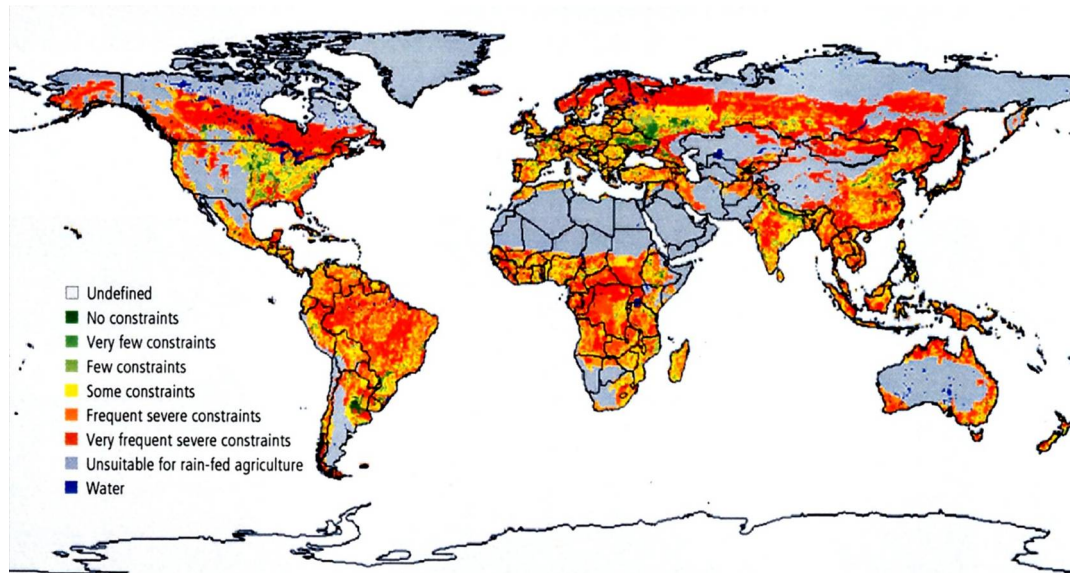 Undefined
No constraints
Very few constraints
Few constraints
Some constraints
Frequent severe constraints
Very frequent severe constraints
Unsuitable for rain-fed agriculture
Water